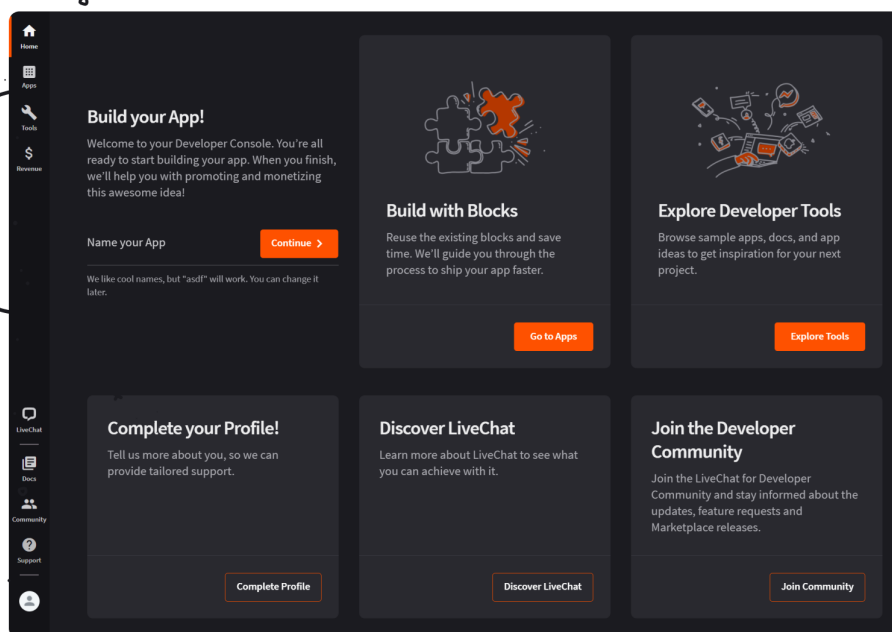 Home
Apps
Tools
Revenue
LiveChat
Docs
Community
Support
Build your App!
Welcome to your Developer Console. You're all
ready to start building your app. When you finish,
we'll help you with promoting and monetizing
this awesome idea!
Name your App
Continue
We like cool names, but "asdf" will work. You can change it
later.
Build with Blocks
Reuse the existing blocks and save
time. We'll guide you through the
process to ship your app faster.
Go to Apps
Explore Developer Tools
Browse sample apps, docs, and app
ideas to get inspiration for your next
project.
Explore Tools
Complete your Profile!
Tell us more about you, so we can
provide tailored support.
Complete Profile
Discover LiveChat
Learn more about LiveChat to see what
you can achieve with it.
Discover LiveChat
Join the Developer
Community
Join the LiveChat for Developer
Community and stay informed about the
updates, feature requests and
Marketplace releases.
Join Community